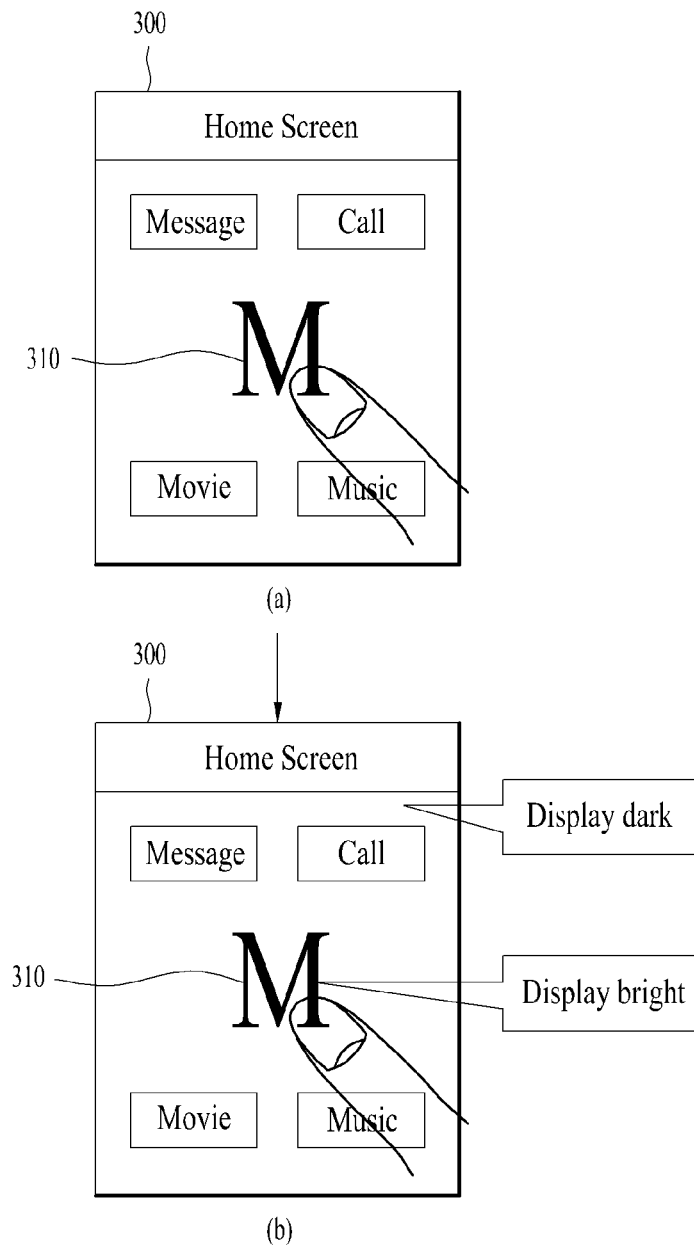 300
Home Screen
Message Call
M
310
Movie Music
(a)
300
Home Screen
Display dark
Message Call
M
310
Display bright
Movie Music
(b)